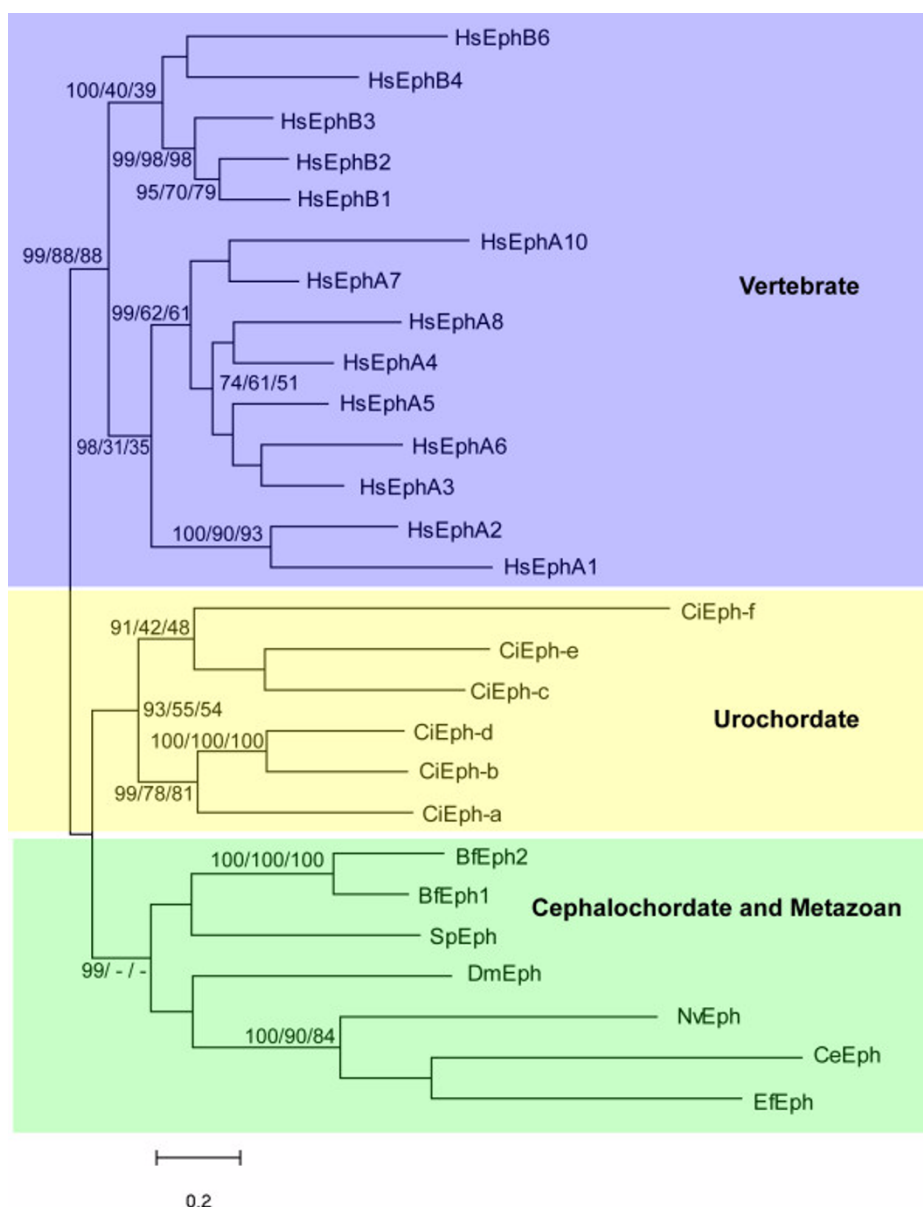 HsEphB6
HsEphB4
100/40/39
HsEphB3
99/98/98
HsEphB2
95/70/79
HsEphB1
HsEphA10
99/88/88
HsEphA7
Vertebrate
99/62/61
HsEphA8
HsEphA4
74/61/51
HsEphA5
98/31/35
HsEphA6
HsEphA3
100/90/93
HsEphA2
HsEphA1
CiEph-f
91/42/48
CiEph-e
CiEph-c
93/55/54
Urochordate
CiEph-d
100/100/100
CiEph-b
99/78/81
CiEph-a
BfEph2
100/100/100
BfEph1
Cephalochordate and Metazoan
SpEph
99/ - / -
DmEph
NvEph
100/90/84
CeEph
EfEph
0.2